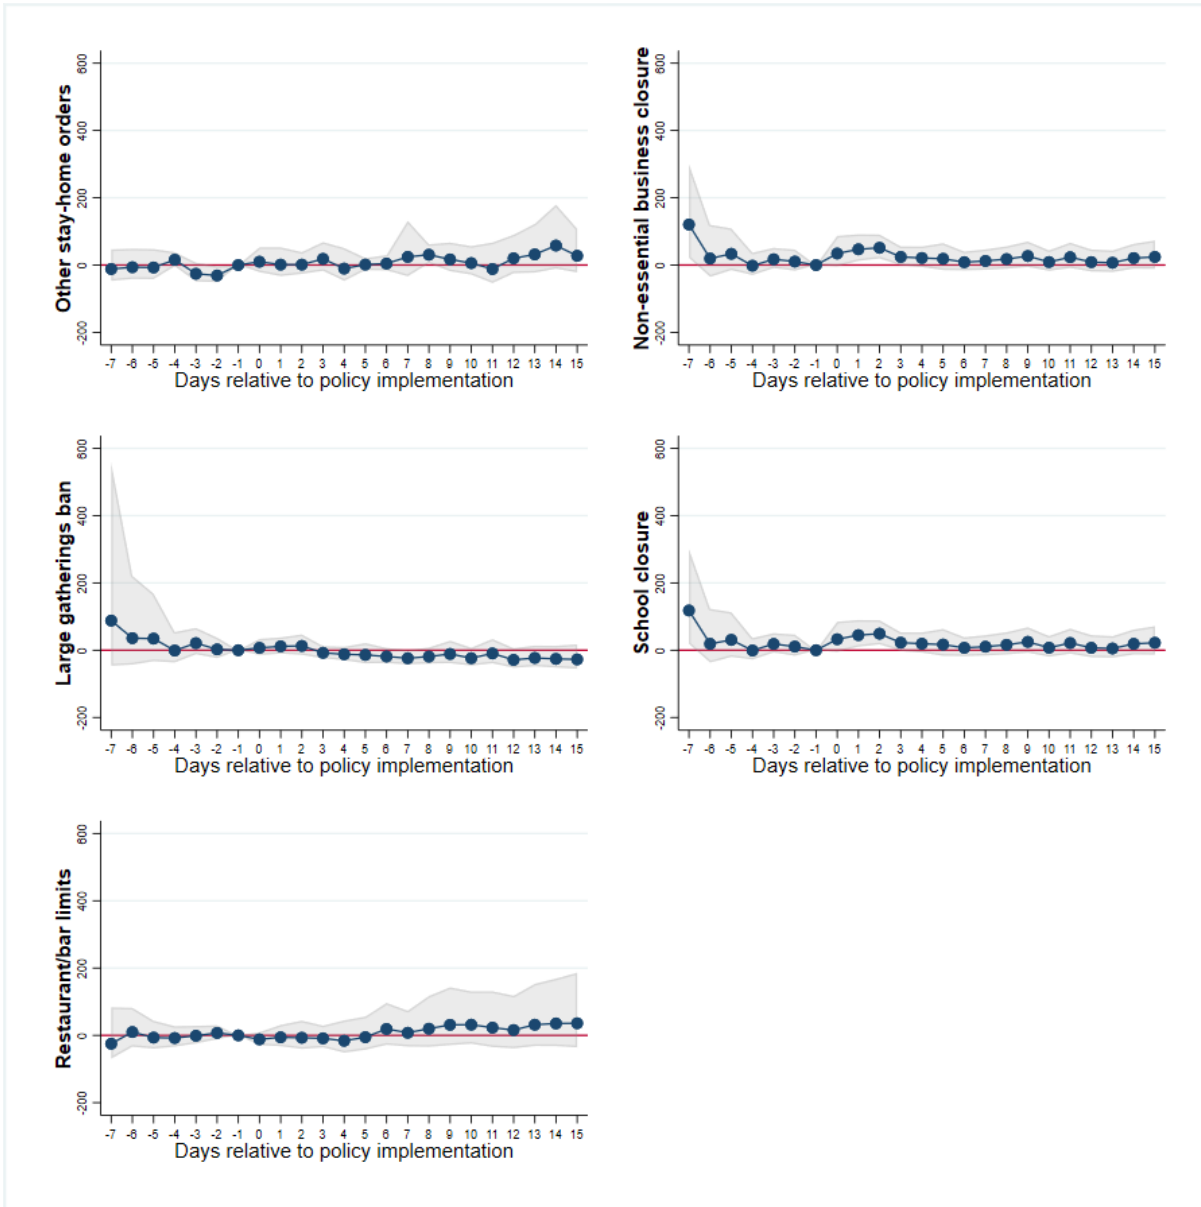 Other stay-home orders
600
400
200
0
-200
-7 -6 -5 -4 -3 -2 -1 0 1 2 3 4 5 6 7 8 9 10 11 12 13 14 15
Days relative to policy implementation
Non-essential business closure
600
400
200
0
-200
-7 -6 -5 -4 -3 -2 -1 0 1 2 3 4 5 6 7 8 9 10 11 12 13 14 15
Days relative to policy implementation
Large gatherings ban
600
400
200
0
-200
-7 -6 -5 -4 -3 -2 -1 0 1 2 3 4 5 6 7 8 9 10 11 12 13 14 15
Days relative to policy implementation
School closure
600
400
200
0
-200
-7 -6 -5 -4 -3 -2 -1 0 1 2 3 4 5 6 7 8 9 10 11 12 13 14 15
Days relative to policy implementation
Restaurant/bar limits
600
400
200
0
-200
-7 -6 -5 -4 -3 -2 -1 0 1 2 3 4 5 6 7 8 9 10 11 12 13 14 15
Days relative to policy implementation